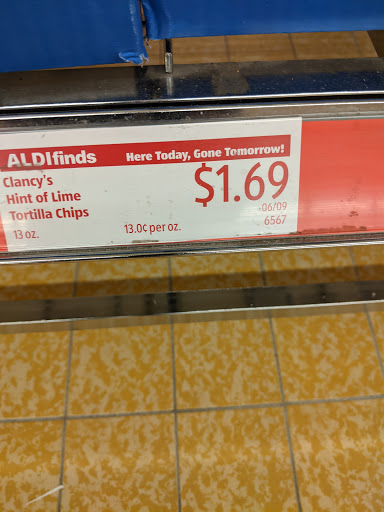 ALDIfinds Here Today, Gone Tomorrow!
Clancy's
Hint of Lime
Tortilla Chips
13 oz.
13.0¢ per oz.
$1.69
06/09
6567